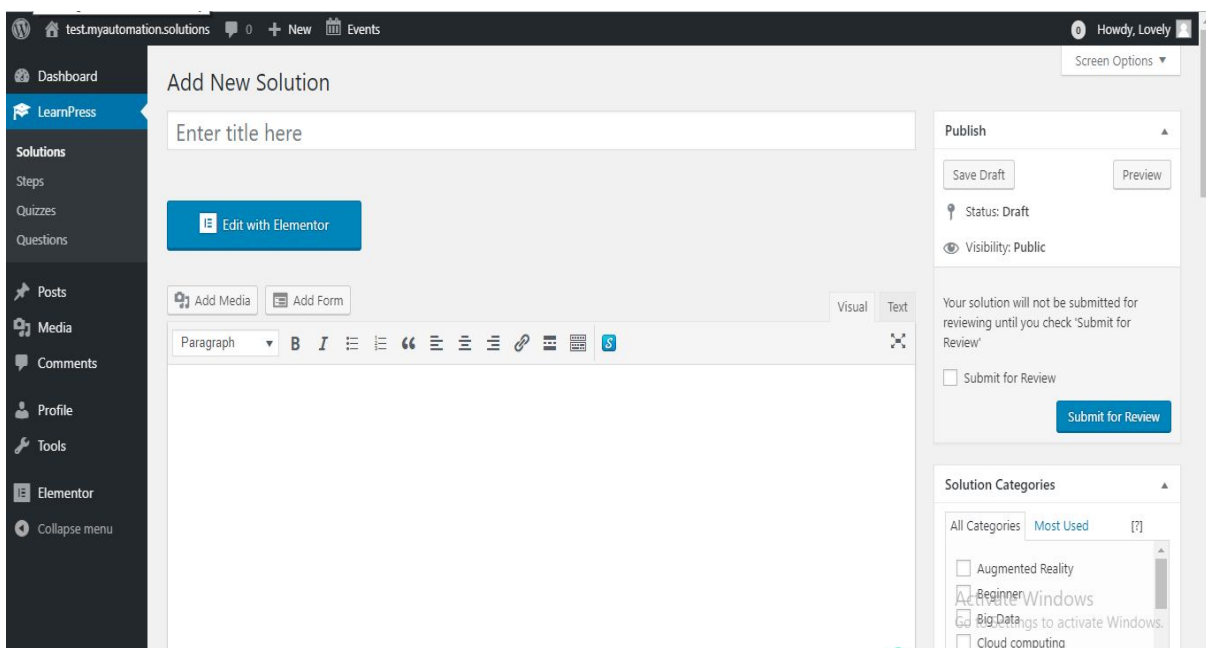 test.myautomation.solutions 0 + New Events
0 Howdy, Lovely
Dashboard
LearnPress
Solutions
Steps
Quizzes
Questions
Posts
Media
Comments
Profile
Tools
Elementor
Collapse menu
Screen Options ▼
Add New Solution
Enter title here
Edit with Elementor
Add Media Add Form
Visual Text
Paragraph B I
Publish
Save Draft Preview
Status: Draft
Visibility: Public
Your solution will not be submitted for
reviewing until you check 'Submit for
Review'
Submit for Review
Submit for Review
Solution Categories
All Categories Most Used [?]
Augmented Reality
Beginner
Big Data
Cloud computing
Activate Windows
Go to Settings to activate Windows.